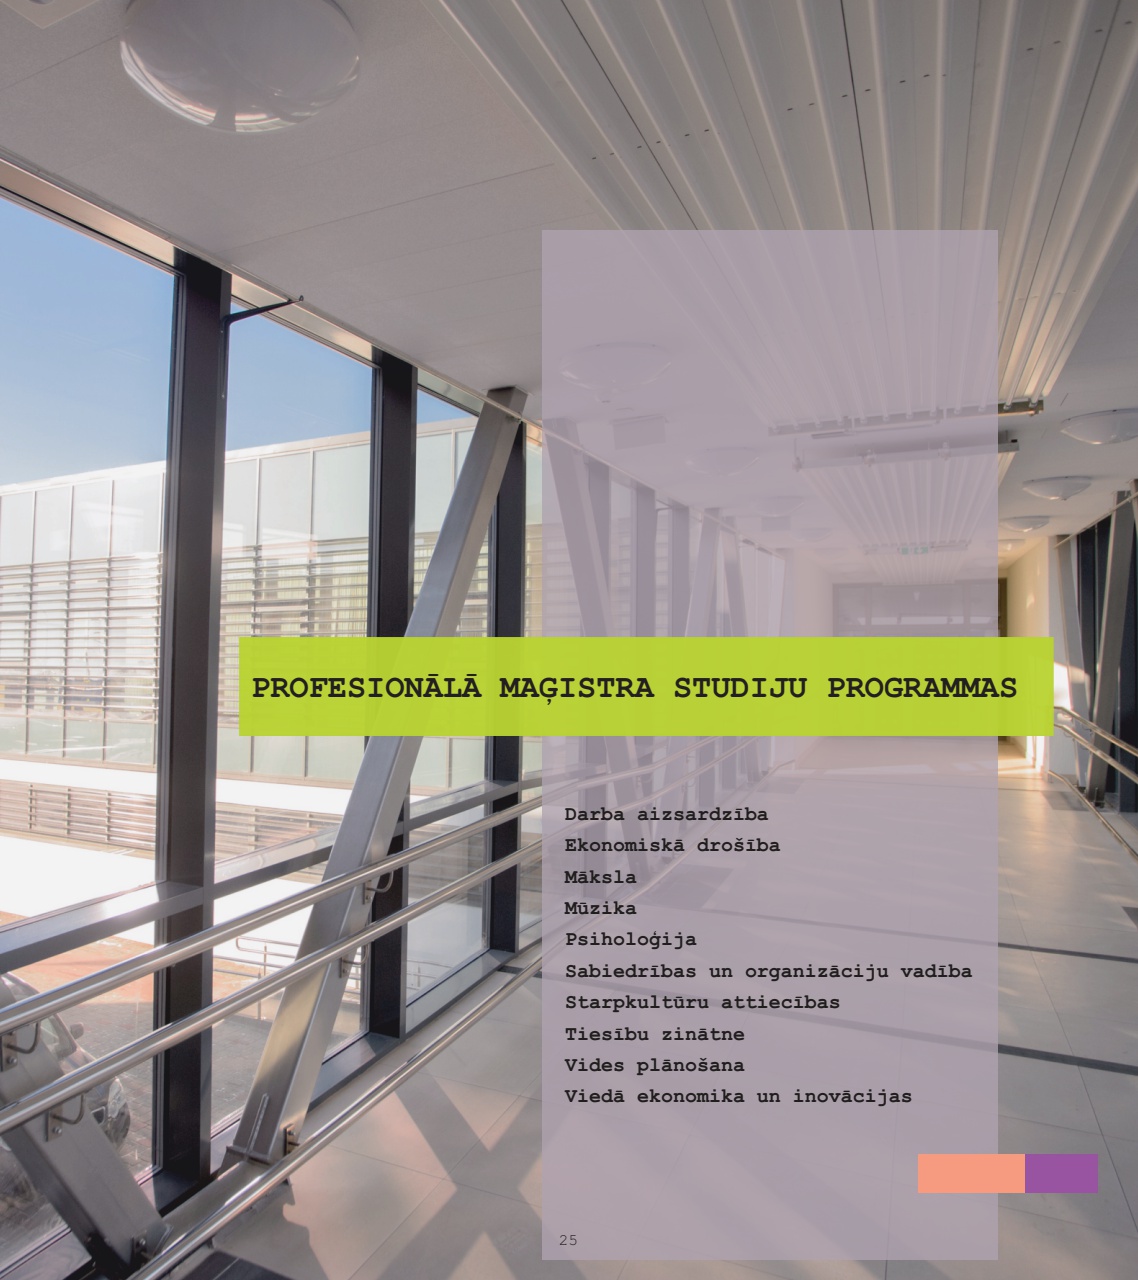 PROFESIONĀLĀ MAĢISTRA STUDIJU PROGRAMMAS
Darba aizsardzība
Ekonomiskā drošība
Māksla
Mūzika
Psiholoģija
Sabiedrības un organizāciju vadība
Starpkultūru attiecības
Tiesību zinātne
Vides plānošana
Viedā ekonomika un inovācijas
25